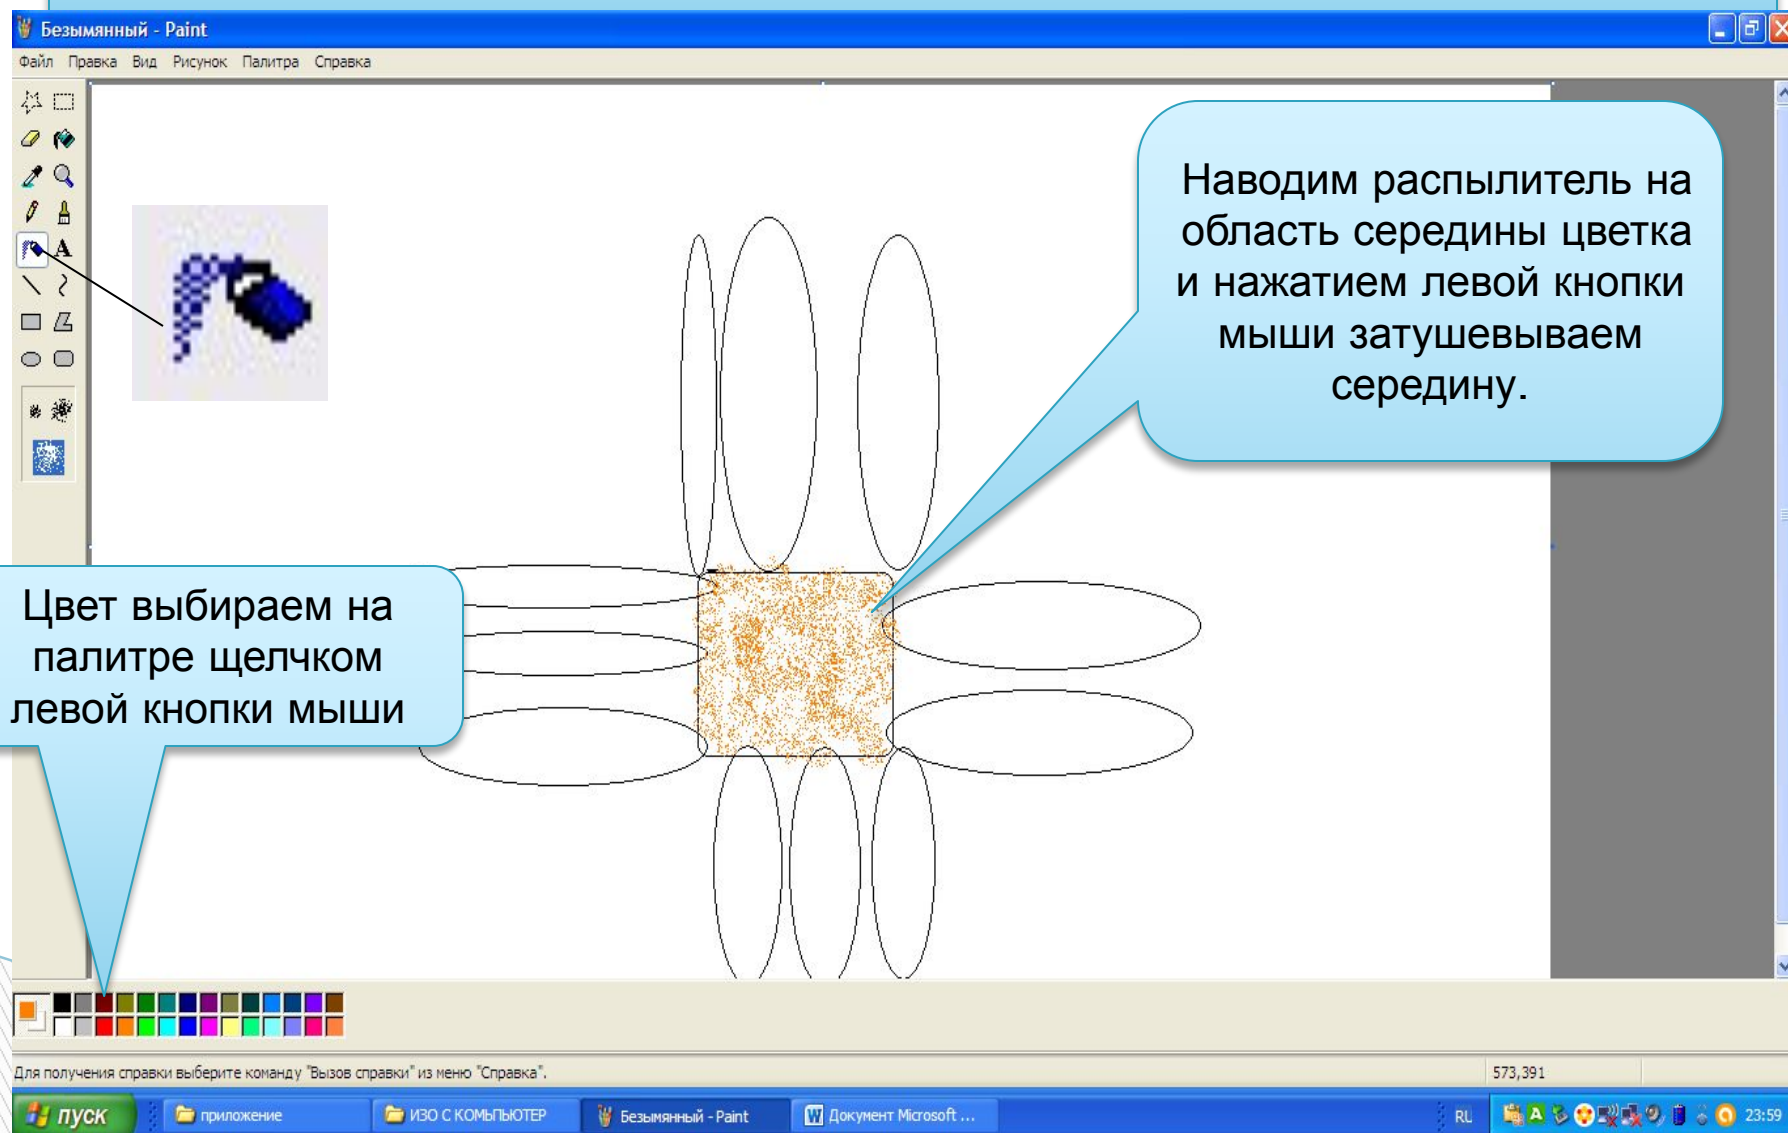 Безымянный - Paint
Файл Правка Вид Рисунок Палитра Справка
A
Наводим распылитель на
область середины цветка
и нажатием левой кнопки
мыши затушевываем
середину.
Цвет выбираем на
палитре щелчком
левой кнопки мыши
Для получения справки выберите команду "Вызов справки" из меню "Справка".
573,391
пуск
приложение
ИЗО С КОМЬПЬЮТЕР
Безымянный - Paint
Документ Microsoft ...
RU
A
23:59